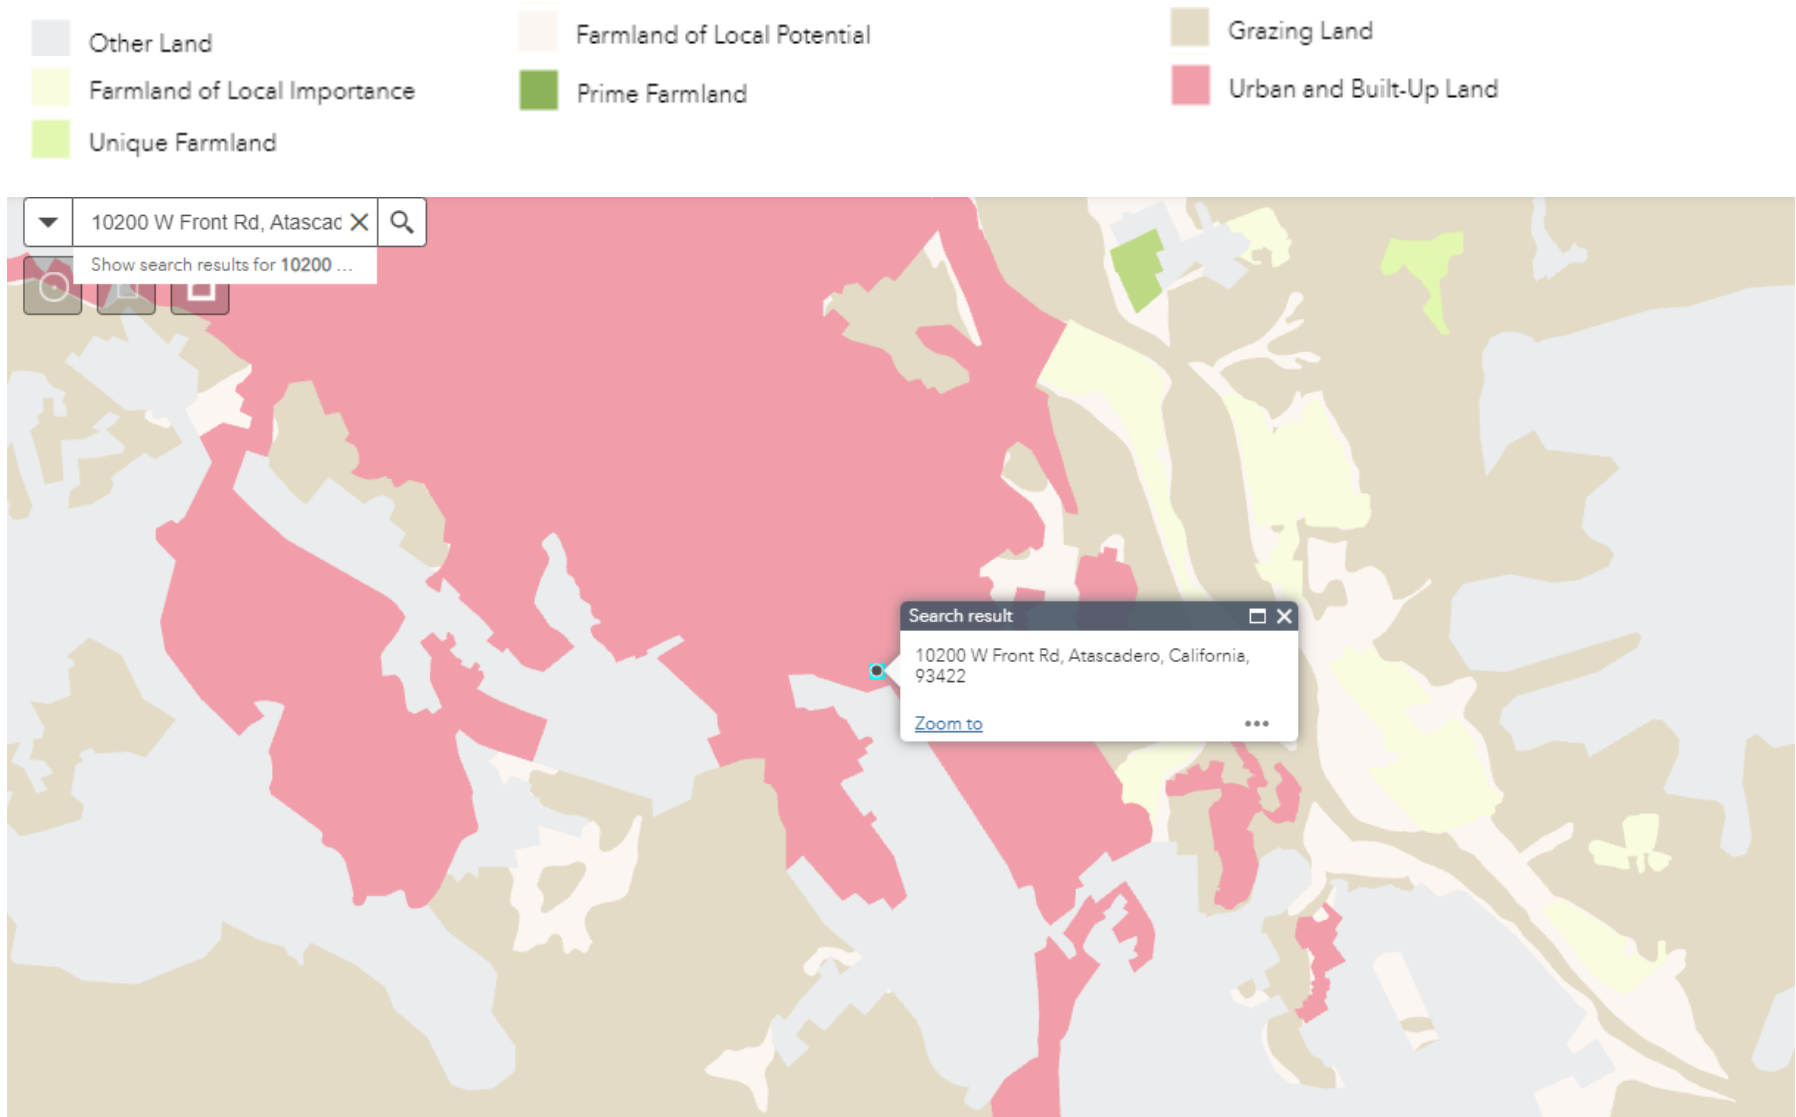 Other Land
Farmland of Local Potential
Grazing Land
Farmland of Local Importance
Prime Farmland
Urban and Built-Up Land
Unique Farmland
10200 W Front Rd, Atascad
Show search results for 10200 ...
Search result
10200 W Front Rd, Atascadero, California,
93422
Zoom to